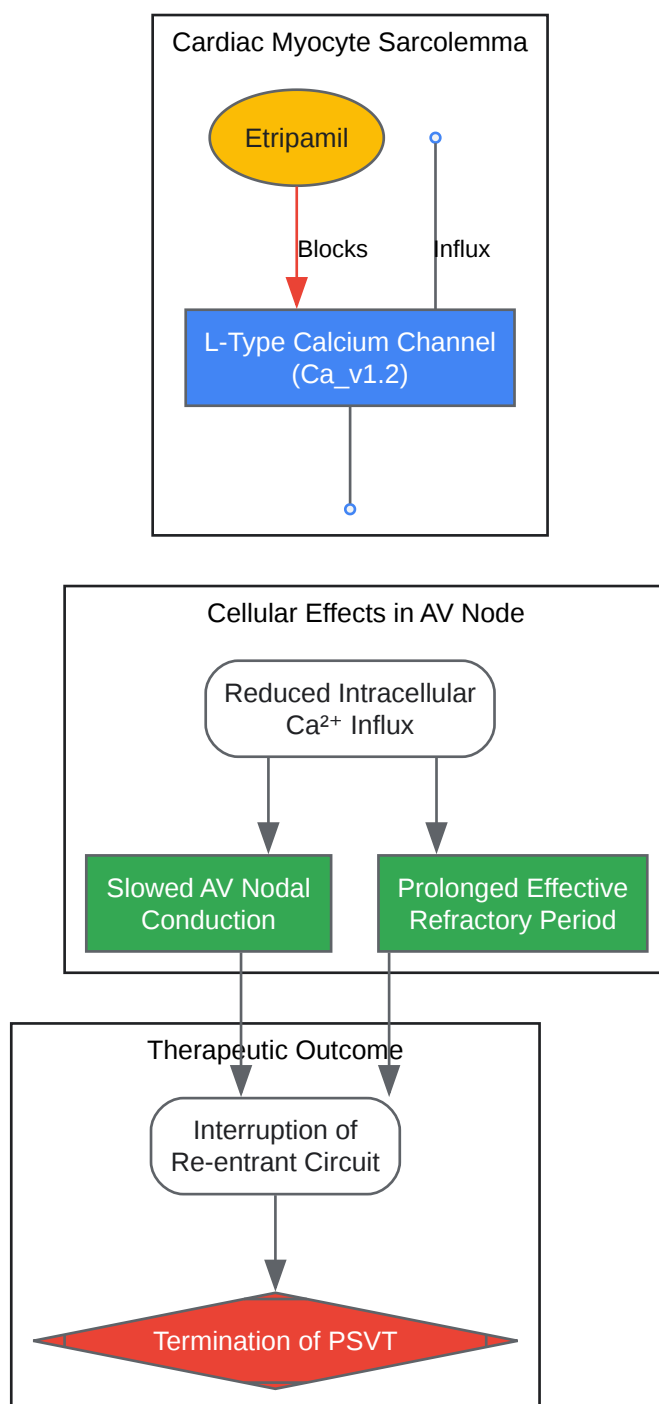 Cardiac Myocyte Sarcolemma
Etripamil
Blocks
Influx
L-Type Calcium Channel
(Ca_v1.2)
Cellular Effects in AV Node
Reduced Intracellular
Ca²⁺ Influx
Slowed AV Nodal
Conduction
Prolonged Effective
Refractory Period
Therapeutic Outcome
Interruption of
Re-entrant Circuit
Termination of PSVT